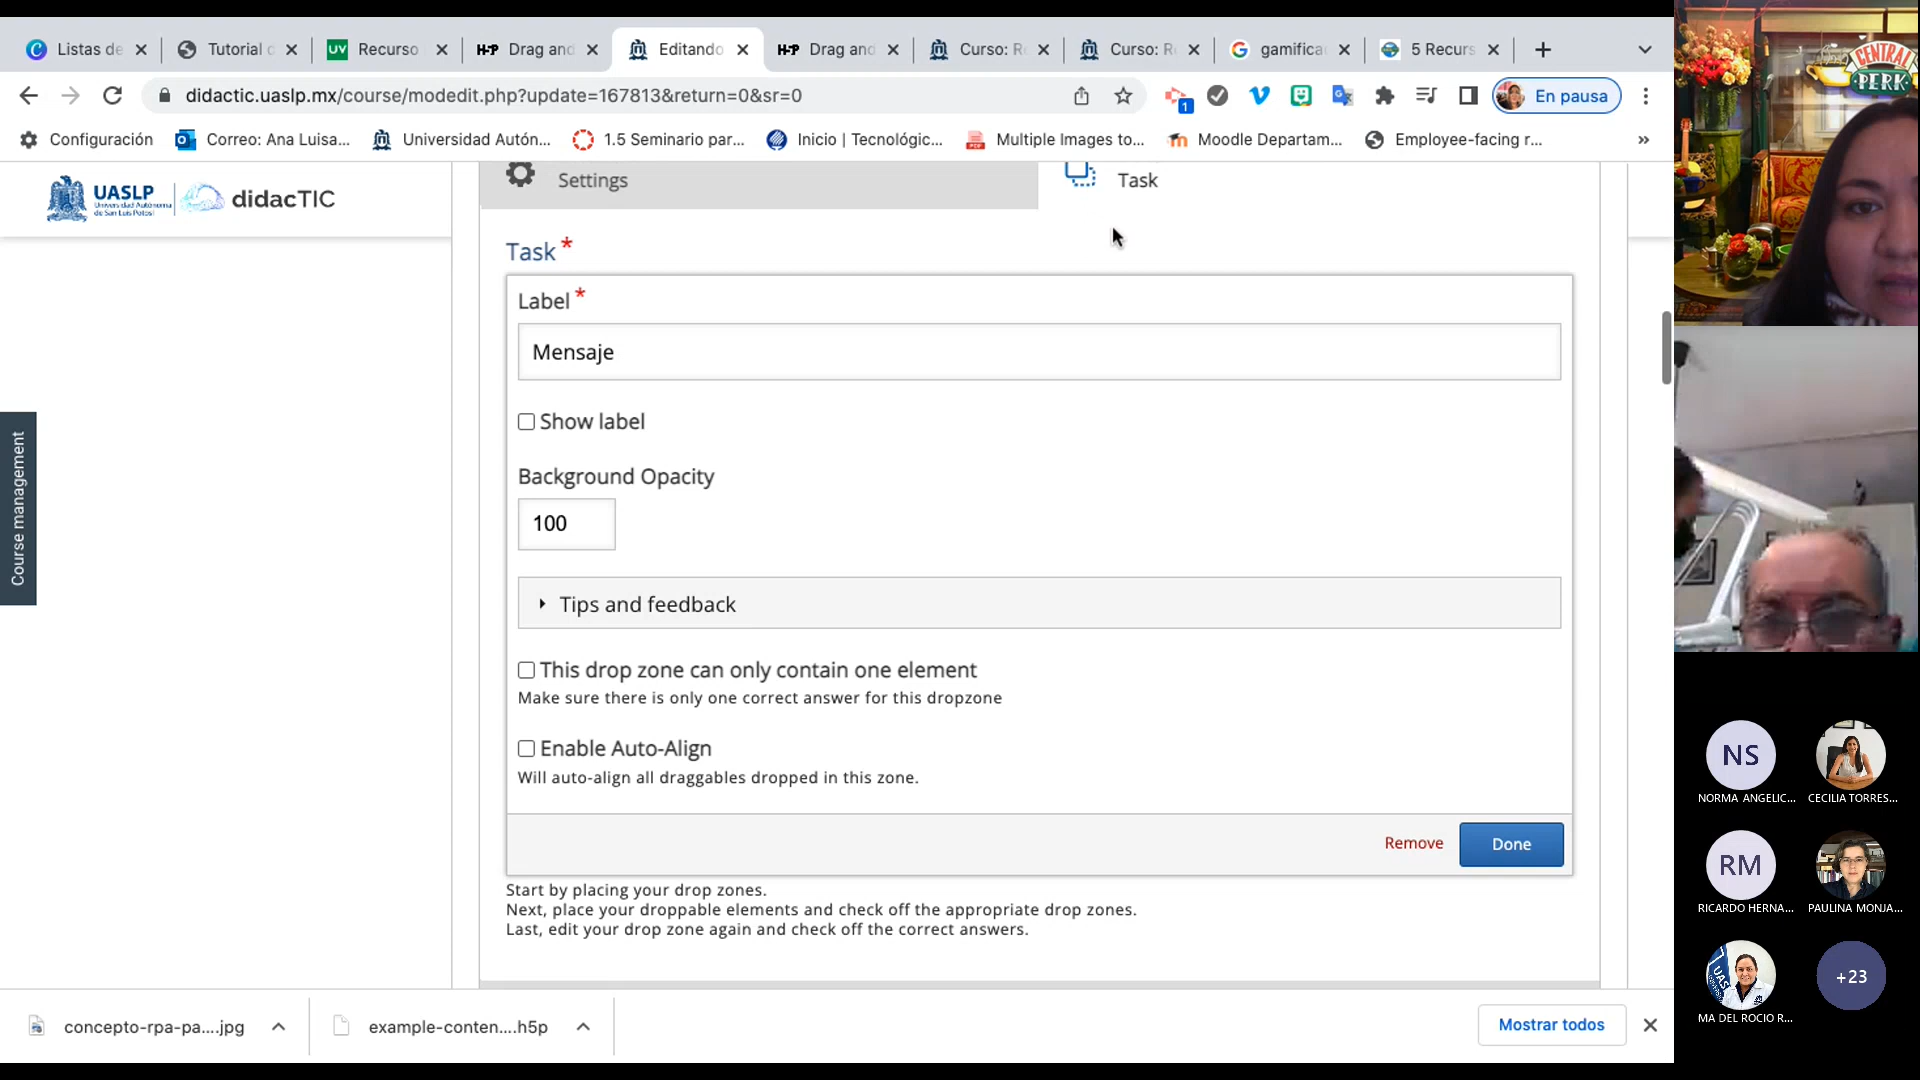 Listas de
Tutorial d
UV Recurso
H-P Drag and
Editando
H-P Drag and
Curso: R
Curso: R
gamifica
5 Recurs
didactic.uaslp.mx/course/modedit.php?update=167813&return=0&sr=0
1
En pausa
Configuración
Correo: Ana Luisa...
Universidad Autón...
1.5 Seminario par...
Inicio | Tecnológic...
Multiple Images to...
Moodle Departam...
Employee-facing r...
UASLP
Universidad Autónoma
de San Luis Potosí
didacTIC
Settings
Task
Task *
Label *
Mensaje
Show label
Background Opacity
100
Tips and feedback
This drop zone can only contain one element
Make sure there is only one correct answer for this dropzone
Enable Auto-Align
Will auto-align all draggables dropped in this zone.
Remove
Done
Start by placing your drop zones.
Next, place your droppable elements and check off the appropriate drop zones.
Last, edit your drop zone again and check off the correct answers.
Course management
concepto-rpa-pa....jpg
example-conten....h5p
Mostrar todos
CENTRAL
PERK
NS
NORMA ANGELIC...
CECILIA TORRES...
RM
RICARDO HERNA...
PAULINA MONJA...
MA DEL ROCIO R...
+23